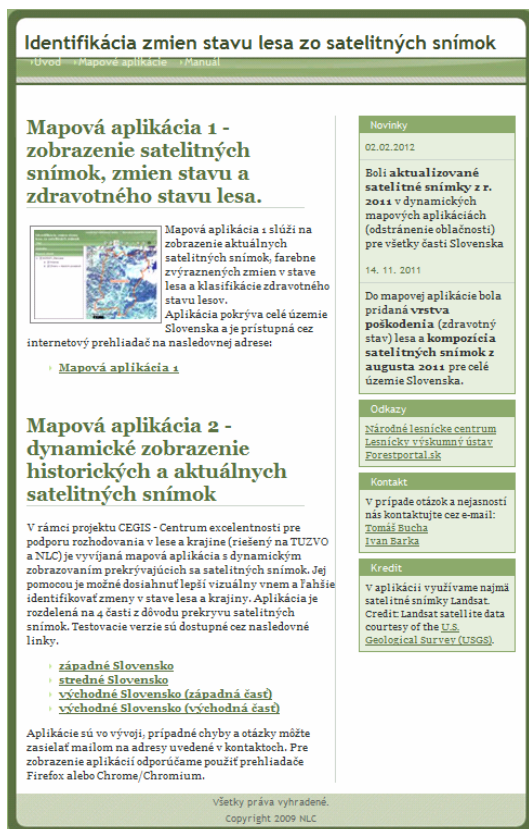 Identifikácia zmien stavu lesa zo satelitných snímok
Úvod Mapové aplikácie Manuál
Mapová aplikácia 1 -
zobrazenie satelitných
snímok, zmien stavu a
zdravotného stavu lesa.
Mapová aplikácia 1 slúži na
zobrazenie aktuálnych
satelitných snímok, farebne
zvýraznených zmien v stave
lesa a klasifikácie zdravotného
stavu lesov.
Aplikácia pokrýva celé územie
Slovenska a je prístupná cez
internetový prehliadač na nasledovnej adrese:
Mapová aplikácia 1
Mapová aplikácia 2 -
dynamické zobrazenie
historických a aktuálnych
satelitných snímok
V rámci projektu CEGIS - Centrum excelentnosti pre
podporu rozhodovania v lese a krajine (riešený na TUZVO
a NLC) je vyvíjaná mapová aplikácia s dynamickým
zobrazovaním prekrývajúcich sa satelitných snímok. Jej
pomocou je možné dosiahnuť lepší vizuálny vnem a ľahšie
identifikovať zmeny v stave lesa a krajiny. Aplikácia je
rozdelená na 4 časti z dôvodu prekryvu satelitných
snímok. Testovacie verzie sú dostupné cez nasledovné
linky.
západné Slovensko
stredné Slovensko
východné Slovensko (západná časť)
východné Slovensko (východná časť)
Aplikácie sú vo vývoji, prípadné chyby a otázky môžte
zasielať mailom na adresy uvedené v kontaktoch. Pre
zobrazenie aplikácií odporúčame použiť prehliadače
Firefox alebo Chrome/Chromium.
Novinky
02.02.2012
Boli aktualizované
satelitné snímky z r.
2011 v dynamických
mapových aplikáciách
(odstránenie oblačnosti)
pre všetky časti Slovenska
14. 11. 2011
Do mapovej aplikácie bola
pridaná vrstva
poškodenia (zdravotný
stav) lesa a kompozícia
satelitných snímok z
augusta 2011 pre celé
územie Slovenska.
Odkazy
Národné lesnícke centrum
Lesnícky výskumný ústav
Forestportal.sk
Kontakt
V prípade otázok a nejasností
nás kontaktujte cez e-mail:
Tomáš Bucha
Ivan Barka
Kredit
V aplikácii využívame najmä
satelitné snímky Landsat.
Credit: Landsat satellite data
courtesy of the U.S.
Geological Survey (USGS).
Všetky práva vyhradené.
Copyright 2009 NLC